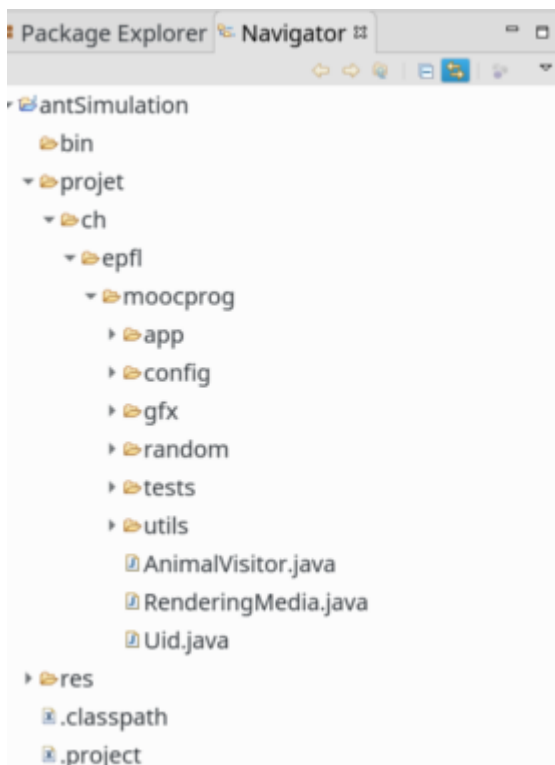 Package Explorer Navigator
antSimulation
bin
projet
ch
epfl
moocprog
app
config
gfx
random
tests
utils
AnimalVisitor.java
RenderingMedia.java
Uid.java
res
.classpath
.project